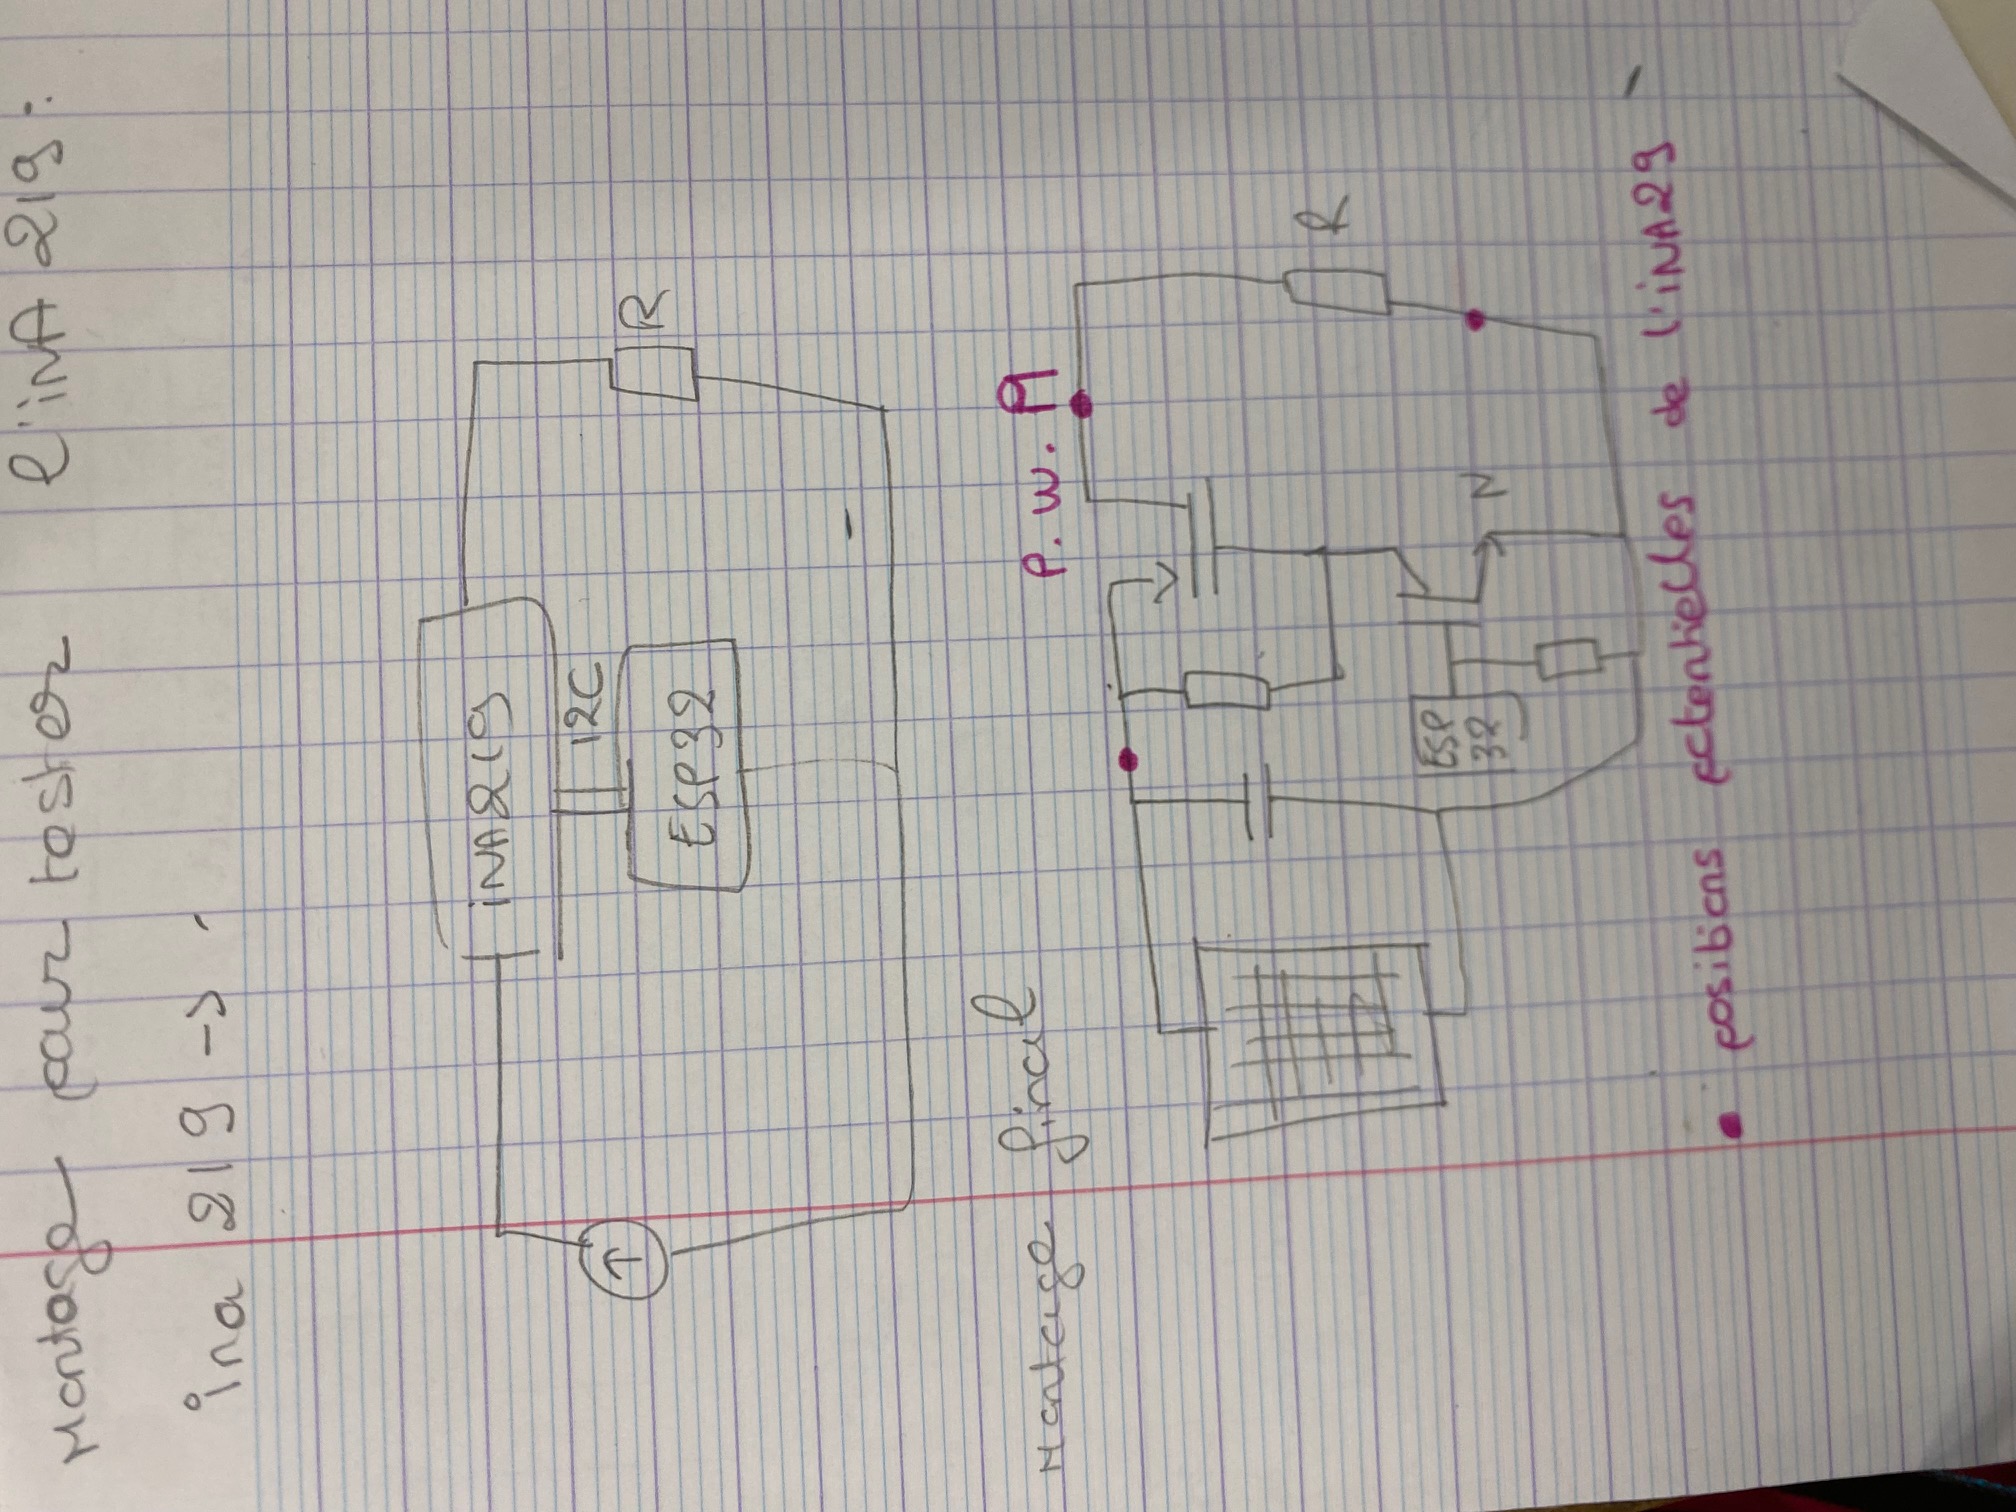 Montage pour tester l'iNA 219 :
ina 219 ->
iNA219
I2C
ESP32
R
-
Montage final
P. W. M
R
ESP
32
N
• positions potentielles de l'iNA29